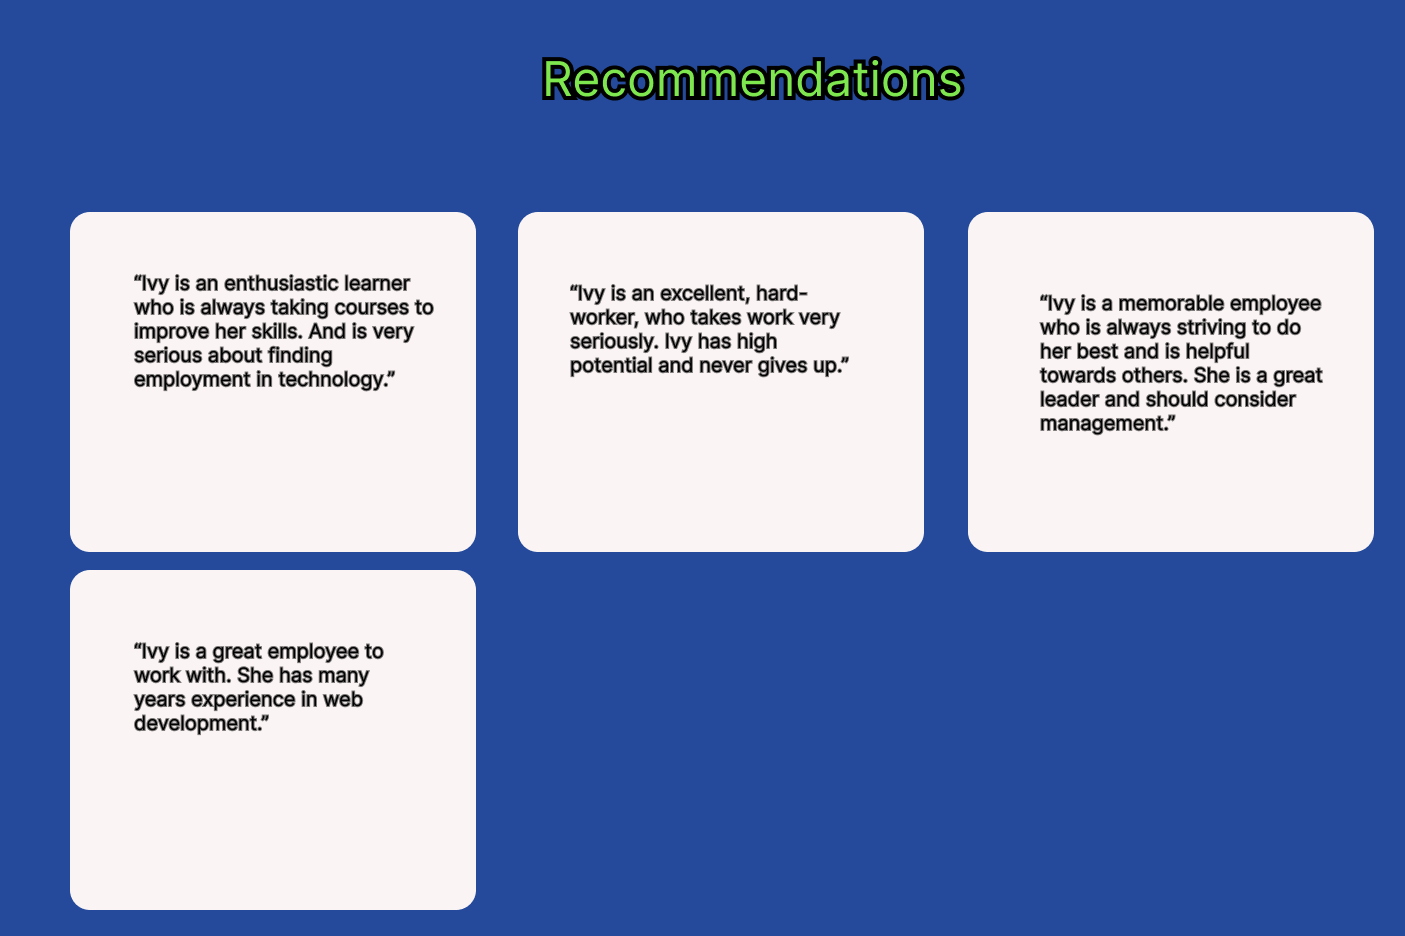 Recommendations
“Ivy is an enthusiastic learner
who is always taking courses to
improve her skills. And is very
serious about finding
employment in technology.”
“Ivy is an excellent, hard-
worker, who takes work very
seriously. Ivy has high
potential and never gives up.”
“Ivy is a memorable employee
who is always striving to do
her best and is helpful
towards others. She is a great
leader and should consider
management.”
“Ivy is a great employee to
work with. She has many
years experience in web
development.”